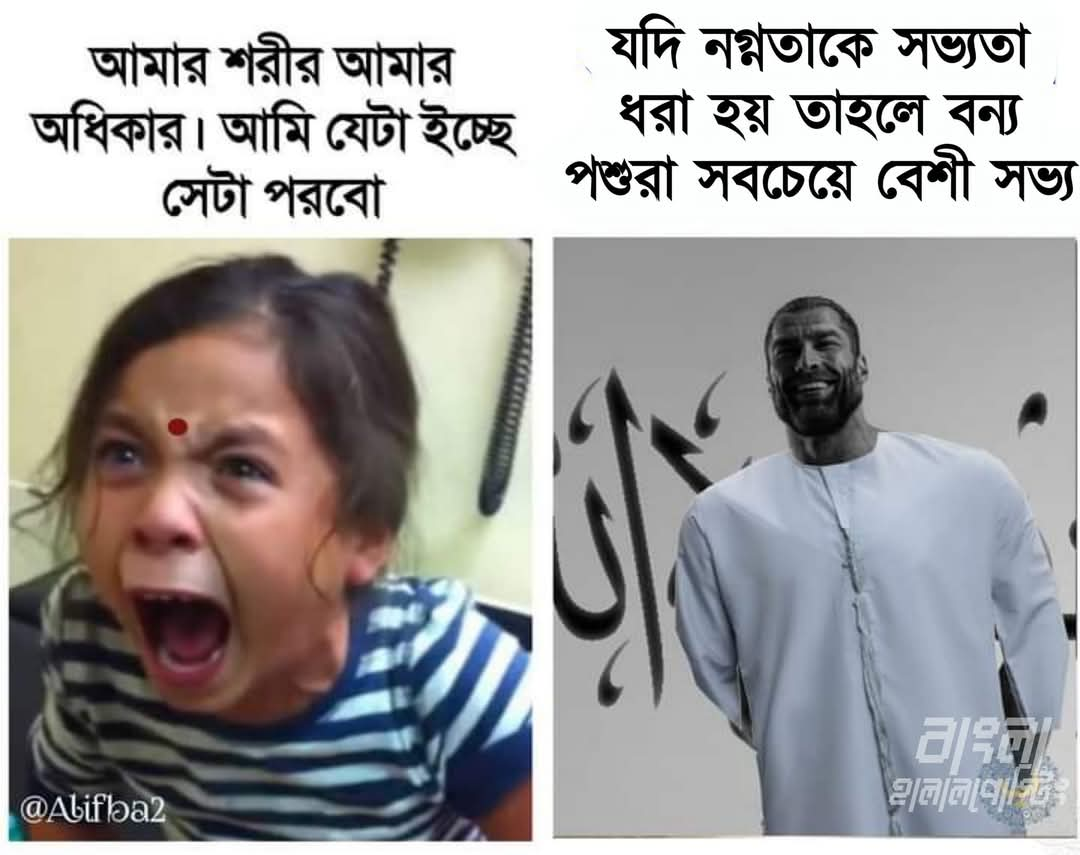 আমার শরীর আমার
অধিকার। আমি যেটা ইচ্ছে
সেটা পরবো
যদি নগ্নতাকে সভ্যতা
ধরা হয় তাহলে বন্য
পশুরা সবচেয়ে বেশী সভ্য
@Alifba2
বাংলা
হালালপোস্টিং